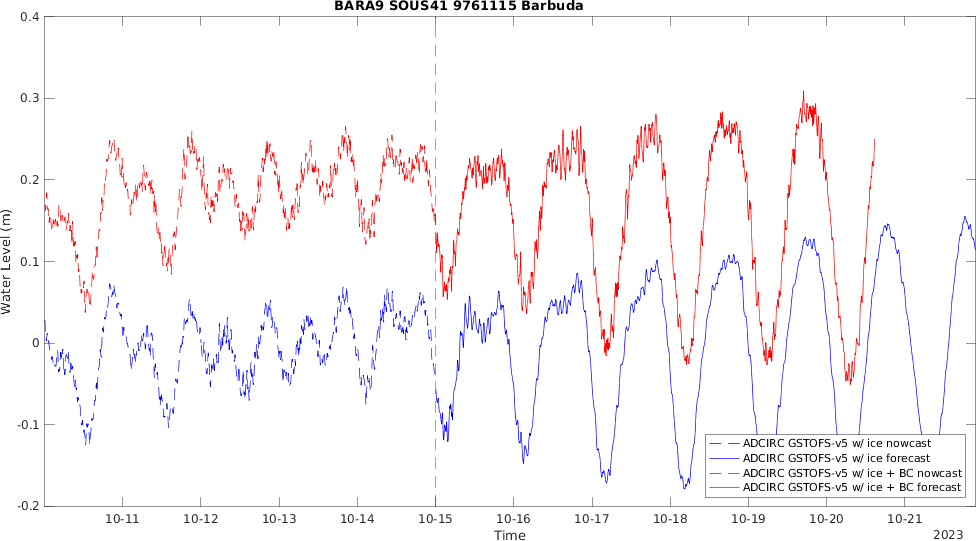 BARA9 SOUS41 9761115 Barbuda
0.4
0.3
0.2
0.1
0
-0.1
-0.2
Water Level (m)
10-11 10-12 10-13 10-14 10-15 10-16 10-17 10-18 10-19 10-20 10-21
Time
2023
ADCIRC GSTOFS-v5 w/ ice nowcast
ADCIRC GSTOFS-v5 w/ ice forecast
ADCIRC GSTOFS-v5 w/ ice + BC nowcast
ADCIRC GSTOFS-v5 w/ ice + BC forecast